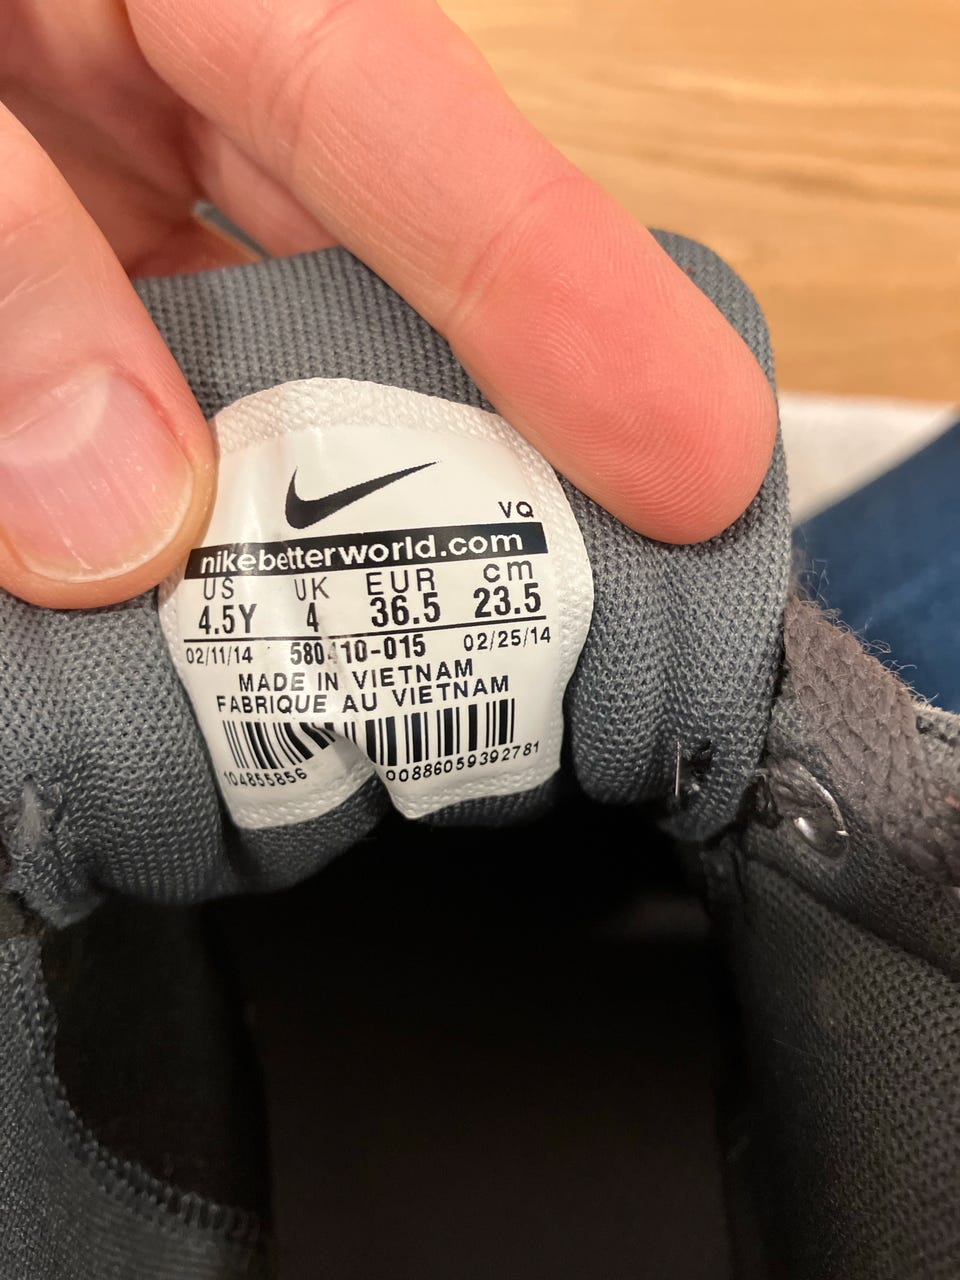 VQ
nikebetterworld.com
US UK EUR cm
4.5Y 4 36.5 23.5
02/11/14 580410-015 02/25/14
MADE IN VIETNAM
FABRIQUE AU VIETNAM
104855856 00886059392781